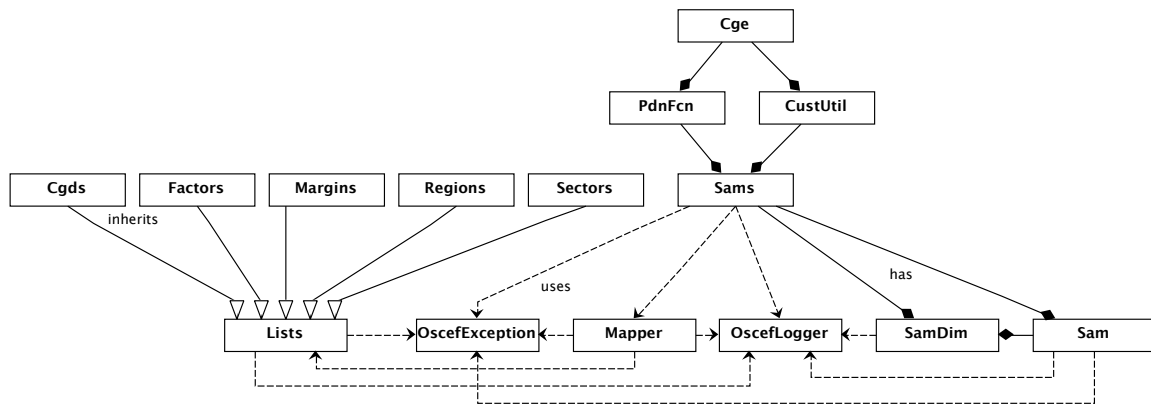 Cge
PdnFcn
CustUtil
Cgds
Factors
Margins
Regions
Sectors
Sams
inherits
has
uses
Lists
OscefException
Mapper
OscefLogger
SamDim
Sam